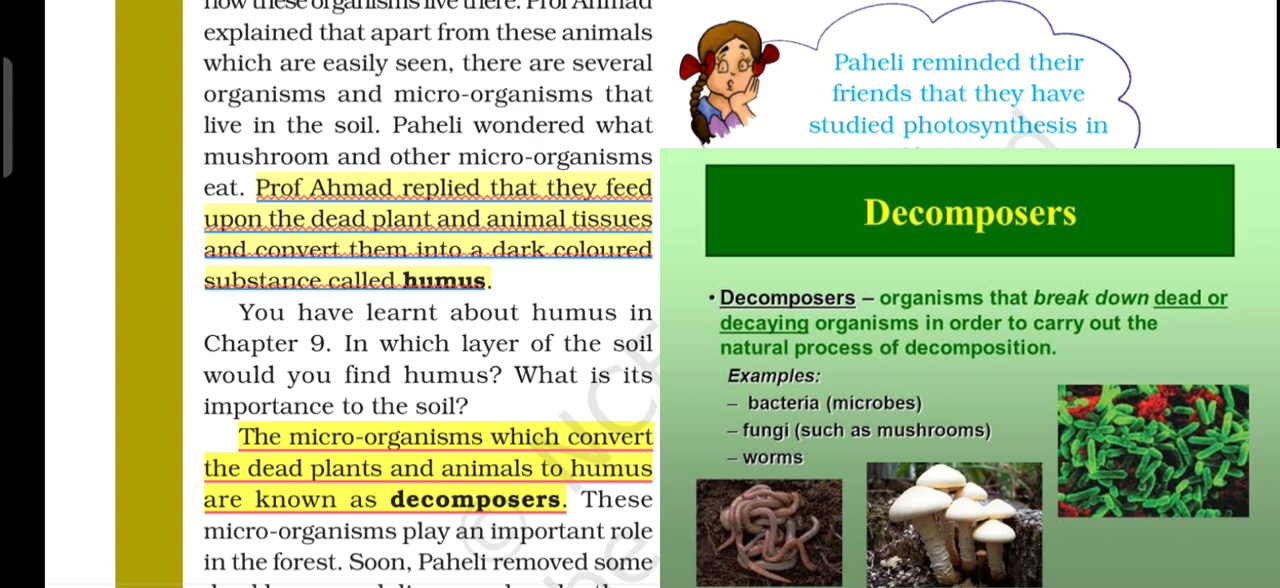 now these organisms live there. Prof Ahmad
explained that apart from these animals
which are easily seen, there are several
organisms and micro-organisms that
live in the soil. Paheli wondered what
mushroom and other micro-organisms
eat. Prof Ahmad replied that they feed
upon the dead plant and animal tissues
and convert them into a dark coloured
substance called humus.
You have learnt about humus in
Chapter 9. In which layer of the soil
would you find humus? What is its
importance to the soil?
The micro-organisms which convert
the dead plants and animals to humus
are known as decomposers. These
micro-organisms play an important role
in the forest. Soon, Paheli removed some
Paheli reminded their
friends that they have
studied photosynthesis in
Decomposers
• Decomposers – organisms that break down dead or
decaying organisms in order to carry out the
natural process of decomposition.
Examples:
– bacteria (microbes)
– fungi (such as mushrooms)
– worms